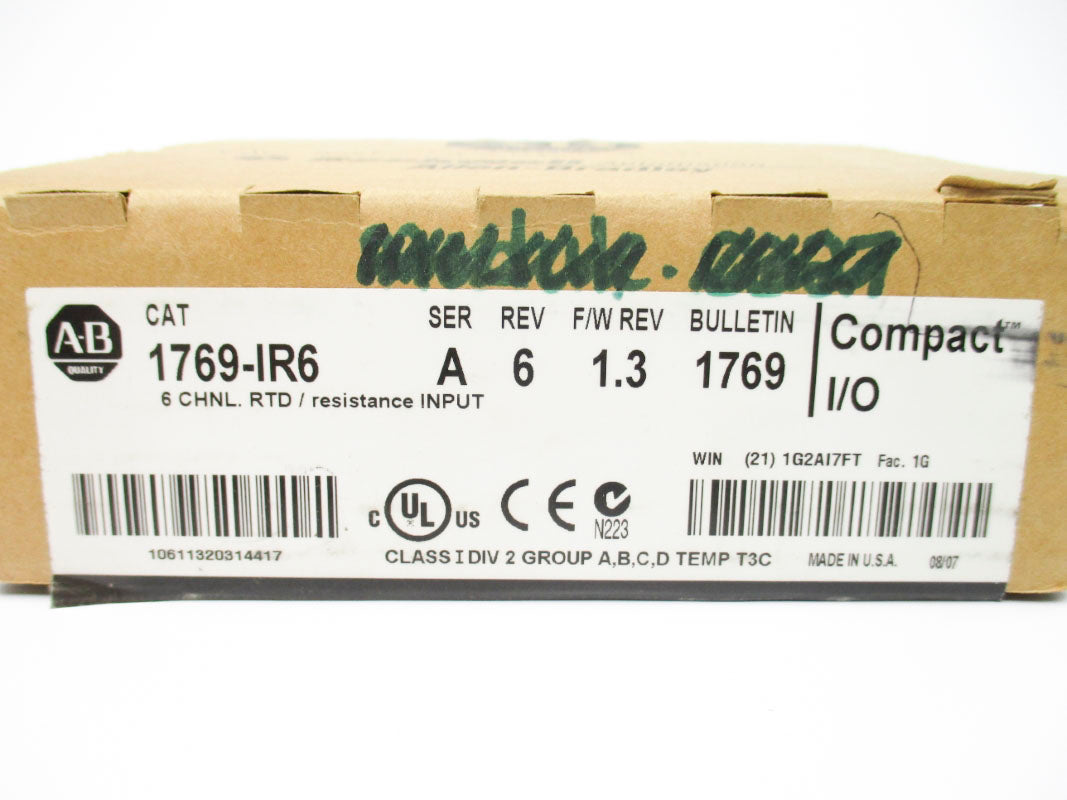 A-B
QUALITY
CAT SER REV F/W REV BULLETIN
1769-IR6 A 6 1.3 1769
6 CHNL. RTD / resistance INPUT
Compact™
I/O
WIN (21) 1G2AI7FT Fac. 1G
C UL US CE N223
10611320314417
CLASS I DIV 2 GROUP A,B,C,D TEMP T3C MADE IN U.S.A. 08/07